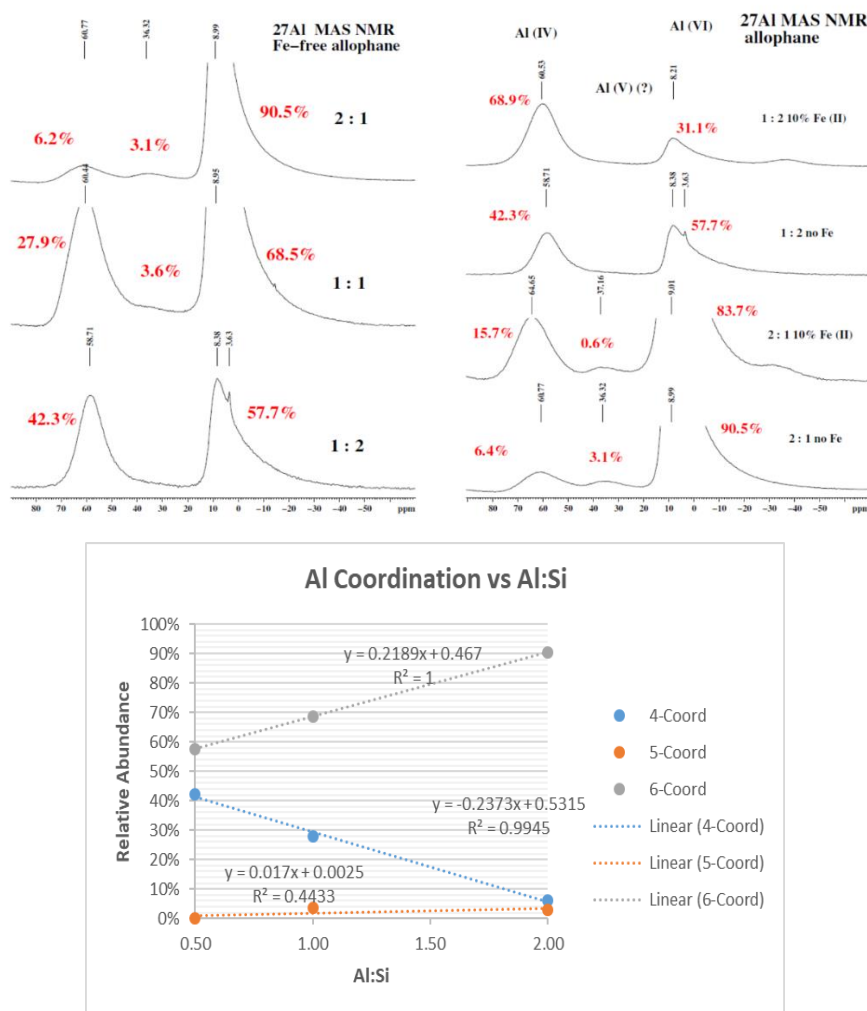 60.77
36.32
8.99
27Al MAS NMR
Fe-free allophane
90.5%
2 : 1
6.2%
3.1%
60.44
8.95
27.9%
3.6%
68.5%
1 : 1
58.71
8.38
3.63
42.3%
57.7%
1 : 2
80 70 60 50 40 30 20 10 0 -10 -20 -30 -40 -50 ppm
Al (IV)
Al (VI)
27Al MAS NMR
allophane
Al (V) (?)
60.53
8.21
68.9%
31.1%
1 : 2 10% Fe (II)
58.71
8.38
3.63
42.3%
57.7%
1 : 2 no Fe
64.65
37.16
9.01
83.7%
15.7%
0.6%
2 : 1 10% Fe (II)
60.77
36.32
8.99
6.4%
3.1%
90.5%
2 : 1 no Fe
80 70 60 50 40 30 20 10 0 -10 -20 -30 -40 -50 ppm
Al Coordination vs Al:Si
100%
90%
80%
70%
60%
50%
40%
30%
20%
10%
0%
Relative Abundance
y = 0.2189x + 0.467
R² = 1
y = -0.2373x + 0.5315
R² = 0.9945
y = 0.017x + 0.0025
R² = 0.4433
0.50 1.00 1.50 2.00
Al:Si
4-Coord
5-Coord
6-Coord
Linear (4-Coord)
Linear (5-Coord)
Linear (6-Coord)